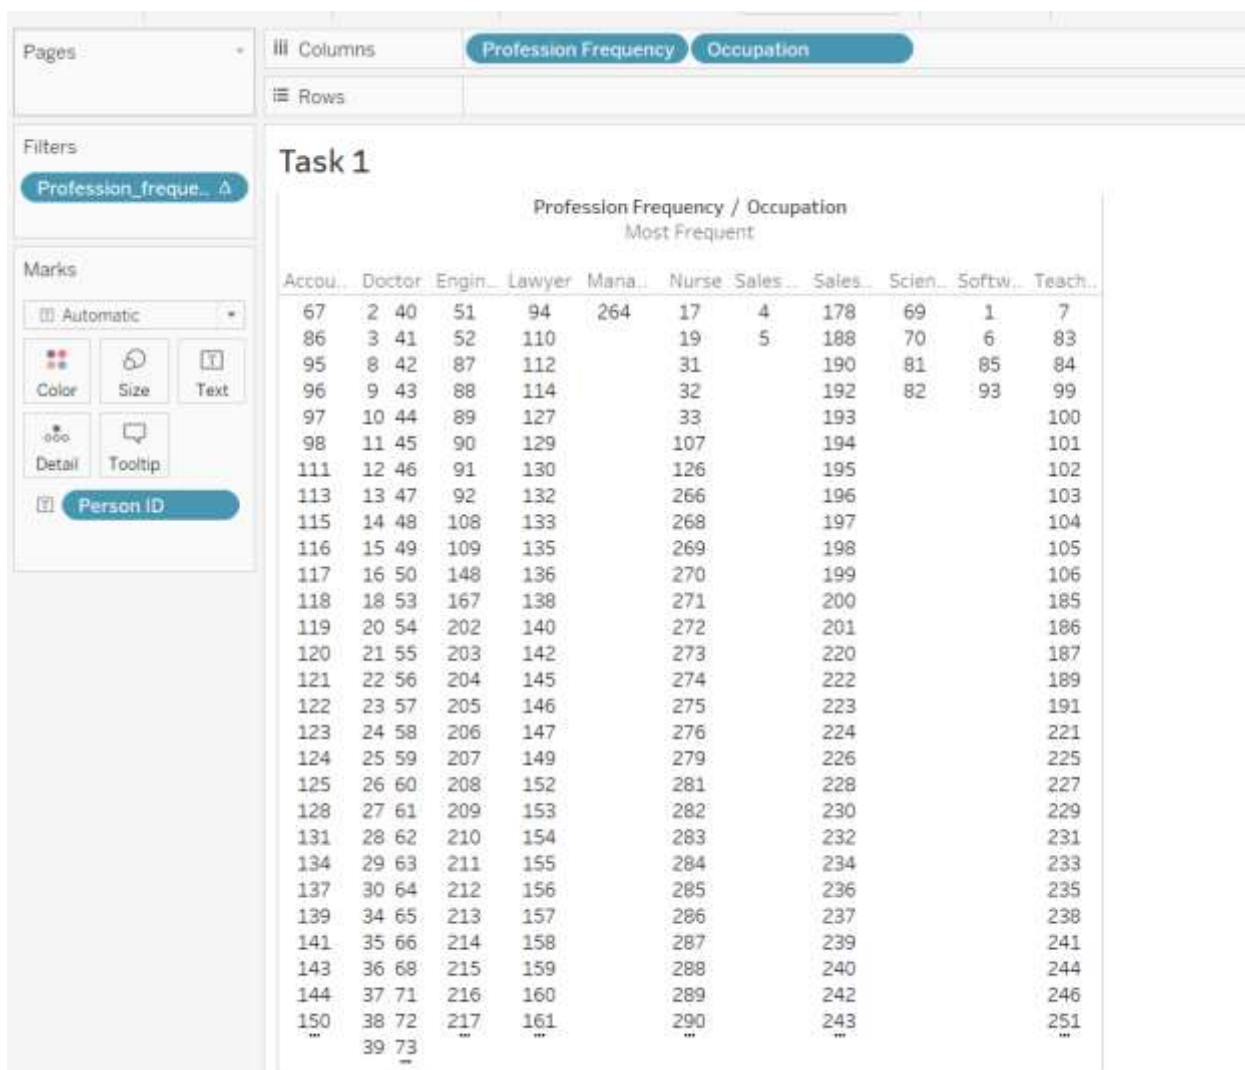 Pages
Columns Profession Frequency Occupation
Rows
Filters
Profession_freque..
Task 1
Profession Frequency / Occupation
Most Frequent
Marks
Accou.. Doctor Engin.. Lawyer Mana.. Nurse Sales .. Sales.. Scien.. Softw.. Teach..
Automatic
Color Size Text
Detail Tooltip
Person ID
67 2 40 51 94 264 17 4 178 69 1 7
86 3 41 52 110 19 5 188 70 6 83
95 8 42 87 112 31 190 81 85 84
96 9 43 88 114 32 192 82 93 99
97 10 44 89 127 33 193 100
98 11 45 90 129 107 194 101
111 12 46 91 130 126 195 102
113 13 47 92 132 266 196 103
115 14 48 108 133 268 197 104
116 15 49 109 135 269 198 105
117 16 50 148 136 270 199 106
118 18 53 167 138 271 200 185
119 20 54 202 140 272 201 186
120 21 55 203 142 273 220 187
121 22 56 204 145 274 222 189
122 23 57 205 146 275 223 191
123 24 58 206 147 276 224 221
124 25 59 207 149 279 226 225
125 26 60 208 152 281 228 227
128 27 61 209 153 282 230 229
131 28 62 210 154 283 232 231
134 29 63 211 155 284 234 233
137 30 64 212 156 285 236 235
139 34 65 213 157 286 237 238
141 35 66 214 158 287 239 241
143 36 68 215 159 288 240 244
144 37 71 216 160 289 242 246
150 38 72 217 161 290 243 251
... ... ... ... ... ...
39 73
...